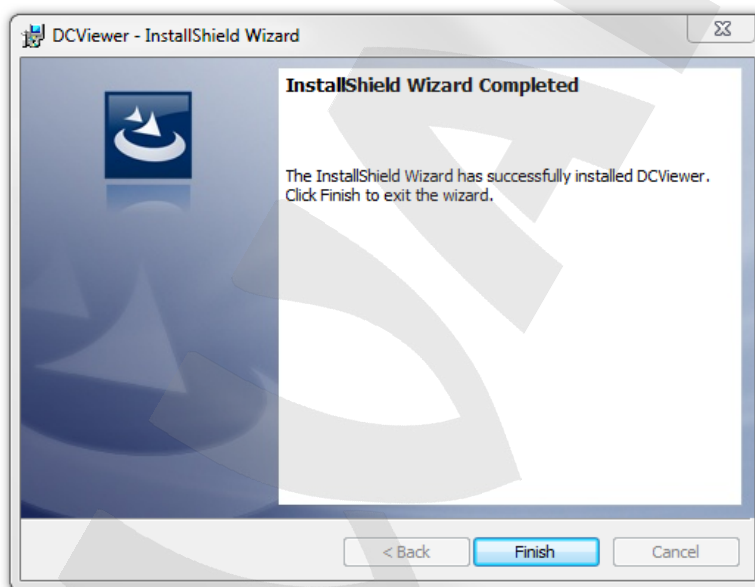 DCViewer - InstallShield Wizard
InstallShield Wizard Completed
The InstallShield Wizard has successfully installed DCViewer.
Click Finish to exit the wizard.
< Back
Finish
Cancel